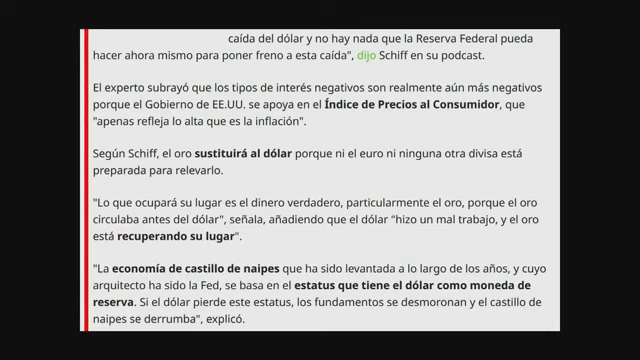 caída del dólar y no hay nada que la Reserva Federal pueda
hacer ahora mismo para poner freno a esta caída", dijo Schiff en su podcast.
El experto subrayó que los tipos de interés negativos son realmente aún más negativos
porque el Gobierno de EE.UU. se apoya en el Índice de Precios al Consumidor, que
"apenas refleja lo alta que es la inflación".
Según Schiff, el oro sustituirá al dólar porque ni el euro ni ninguna otra divisa está
preparada para relevarlo.
"Lo que ocupará su lugar es el dinero verdadero, particularmente el oro, porque el oro
circulaba antes del dólar", señala, añadiendo que el dólar "hizo un mal trabajo, y el oro
está recuperando su lugar".
"La economía de castillo de naipes que ha sido levantada a lo largo de los años, y cuyo
arquitecto ha sido la Fed, se basa en el estatus que tiene el dólar como moneda de
reserva. Si el dólar pierde este estatus, los fundamentos se desmoronan y el castillo de
naipes se derrumba", explicó.